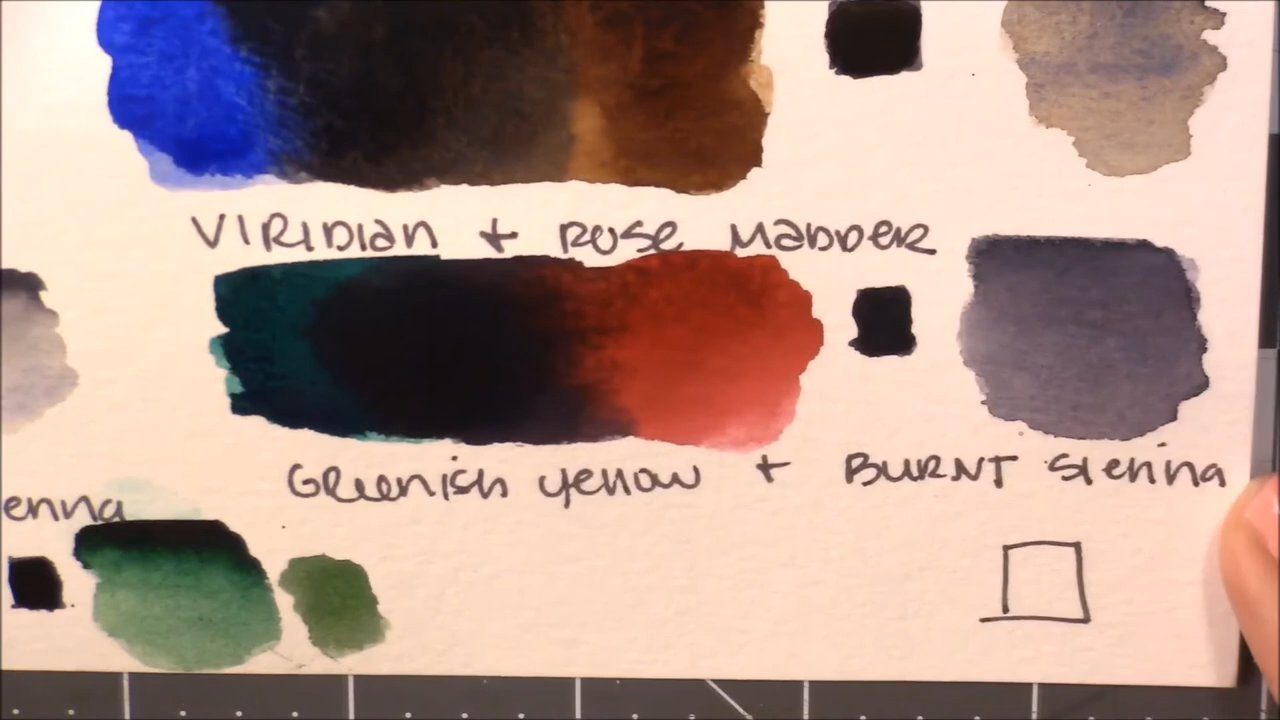 VIRIDIAN + ROSE MADDER
GREENISH YELLOW + BURNT SIENNA
enna